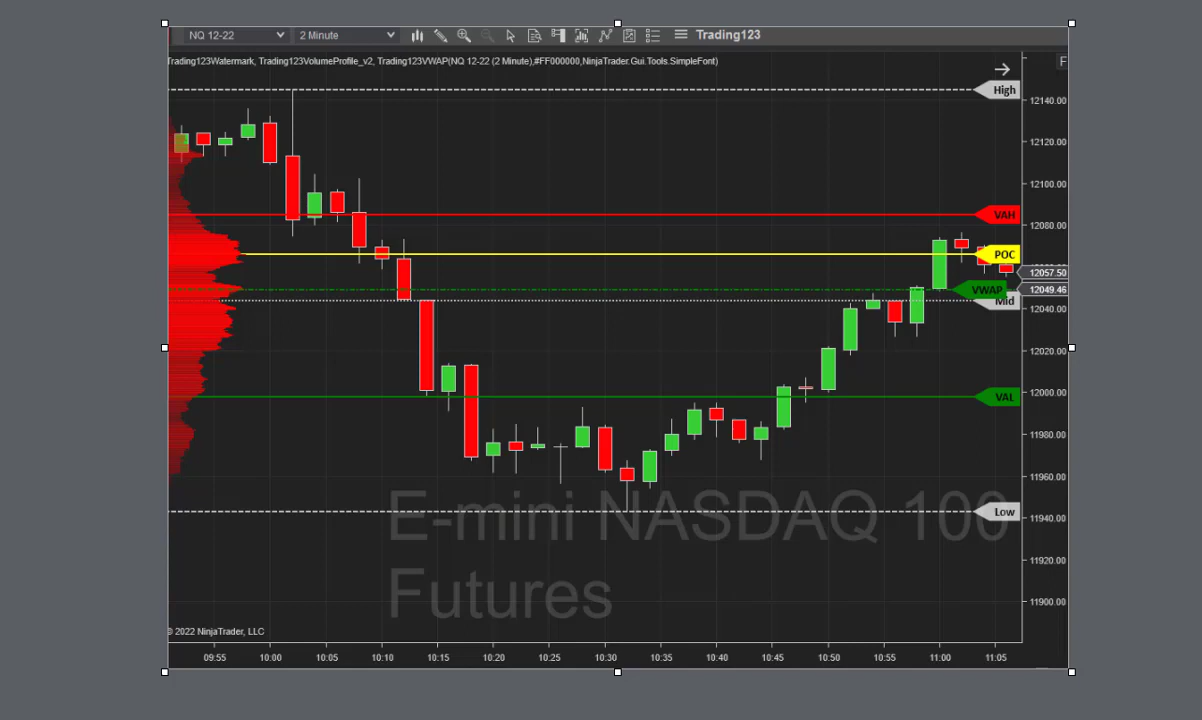 NQ 12-22 2 Minute Trading123
Trading123Watermark, Trading123VolumeProfile_v2, Trading123VWAP(NQ 12-22 (2 Minute),#FF000000,NinjaTrader.Gui.Tools.SimpleFont)
F
High
12140.00
12120.00
12100.00
VAH
12080.00
POC
12057.50
VWAP
12049.46
Mid
12040.00
12020.00
12000.00
VAL
11980.00
11960.00
E-mini NASDAQ 100
Low
11940.00
11920.00
Futures
11900.00
© 2022 NinjaTrader, LLC
09:55 10:00 10:05 10:10 10:15 10:20 10:25 10:30 10:35 10:40 10:45 10:50 10:55 11:00 11:05